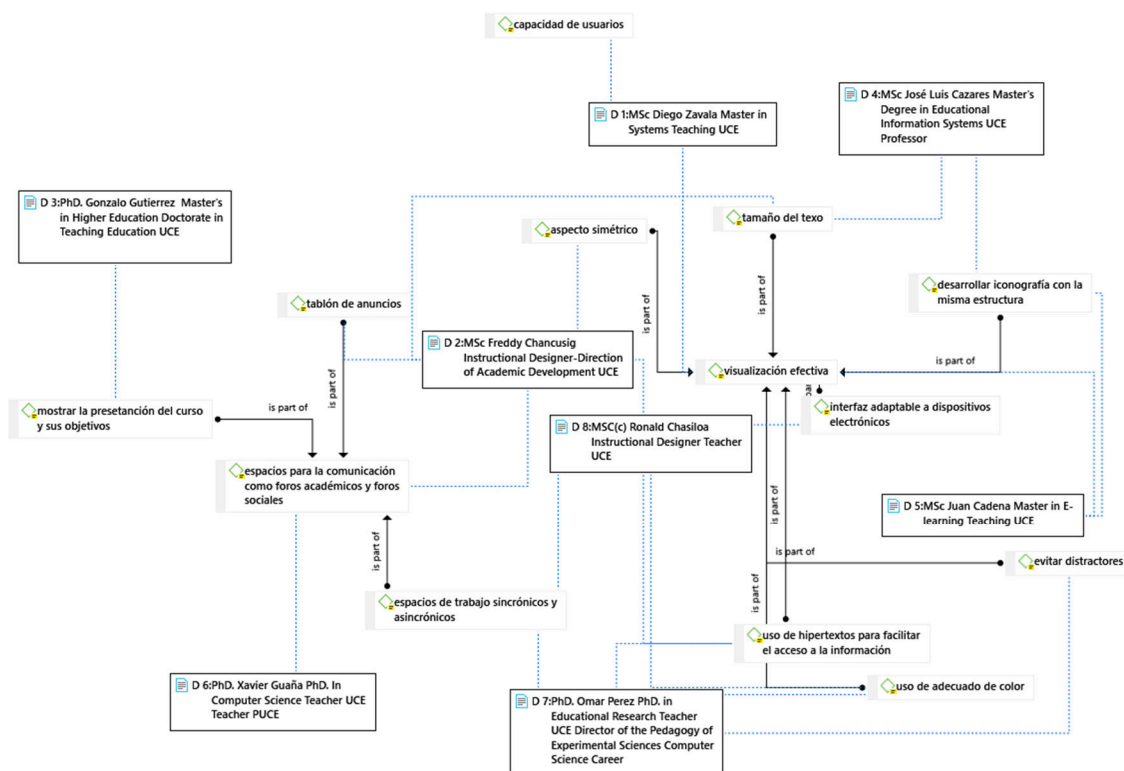 capacidad de usuarios
D 1:MSc Diego Zavala Master in
Systems Teaching UCE
D 4:MSc José Luis Cazares Master's
Degree in Educational
Information Systems UCE
Professor
D 3:PhD. Gonzalo Gutierrez Master's
in Higher Education Doctorate in
Teaching Education UCE
aspecto simétrico
tamaño del texo
is part of
is part of
desarrollar iconografía con la
misma estructura
tablón de anuncios
D 2:MSc Freddy Chancusig
Instructional Designer-Direction
of Academic Development UCE
is part of
visualización efectiva
is part of
mostrar la presetanción del curso
y sus objetivos
is part of
interfaz adaptable a dispositivos
electrónicos
D 8:MSC(c) Ronald Chasiloa
Instructional Designer Teacher
UCE
espacios para la comunicación
como foros académicos y foros
sociales
is part of
D 5:MSc Juan Cadena Master in E-
learning Teaching UCE
is part of
is part of
evitar distractores
is part of
espacios de trabajo sincrónicos y
asincrónicos
uso de hipertextos para facilitar
el acceso a la información
D 6:PhD. Xavier Guaña PhD. In
Computer Science Teacher UCE
Teacher PUCE
uso de adecuado de color
D 7:PhD. Omar Perez PhD. in
Educational Research Teacher
UCE Director of the Pedagogy of
Experimental Sciences Computer
Science Career